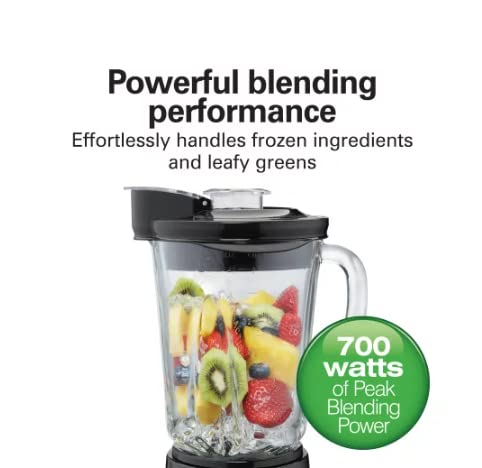 Powerful blending
performance
Effortlessly handles frozen ingredients
and leafy greens
700
watts
of Peak
Blending
Power